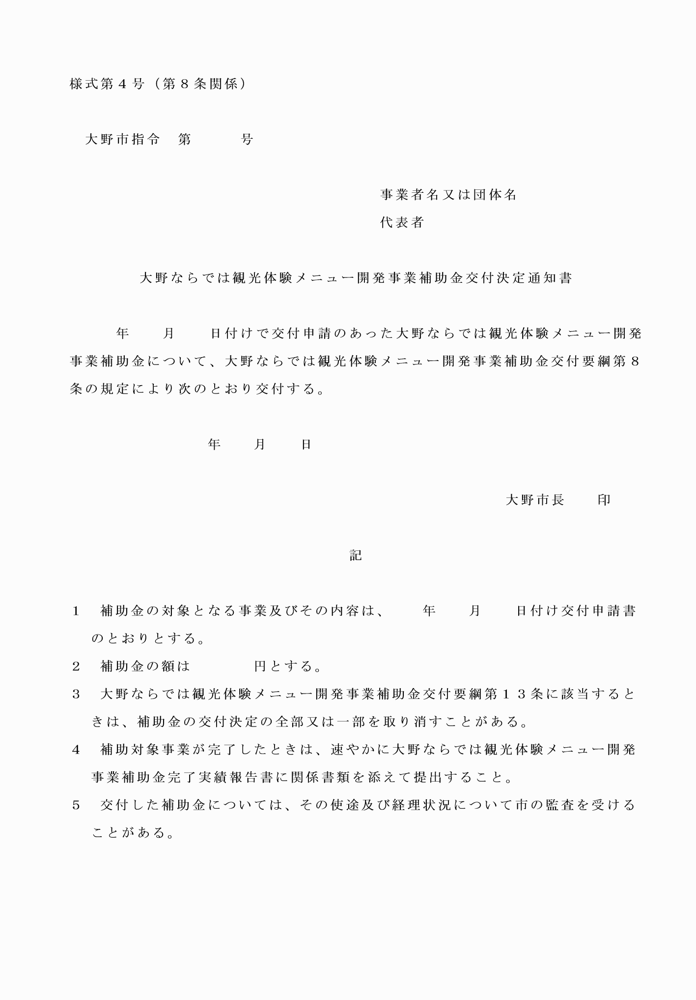 様式第４号（第８条関係）
大野市指令　第　　　号
事業者名又は団体名
代表者
大野ならでは観光体験メニュー開発事業補助金交付決定通知書
年　　月　　日付けで交付申請のあった大野ならでは観光体験メニュー開発
事業補助金について、大野ならでは観光体験メニュー開発事業補助金交付要綱第８
条の規定により次のとおり交付する。
年　　月　　日
大野市長　　印
記
１　補助金の対象となる事業及びその内容は、　　年　　月　　日付け交付申請書
のとおりとする。
２　補助金の額は　　　　円とする。
３　大野ならでは観光体験メニュー開発事業補助金交付要綱第１３条に該当すると
きは、補助金の交付決定の全部又は一部を取り消すことがある。
４　補助対象事業が完了したときは、速やかに大野ならでは観光体験メニュー開発
事業補助金完了実績報告書に関係書類を添えて提出すること。
５　交付した補助金については、その使途及び経理状況について市の監査を受ける
ことがある。